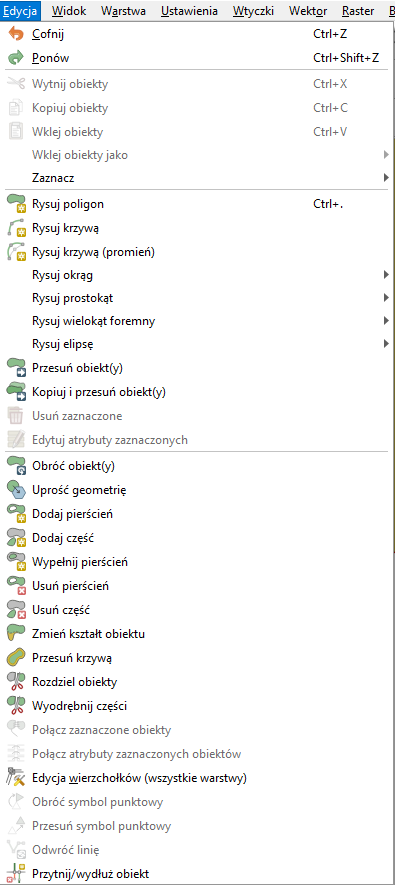 Edycja Widok Warstwa Ustawienia Wtyczki Wektor Raster
Cofnij Ctrl+Z
Ponów Ctrl+Shift+Z
Wytnij obiekty Ctrl+X
Kopiuj obiekty Ctrl+C
Wklej obiekty Ctrl+V
Wklej obiekty jako
Zaznacz
Rysuj poligon Ctrl+.
Rysuj krzywą
Rysuj krzywą (promień)
Rysuj okrąg
Rysuj prostokąt
Rysuj wielokąt foremny
Rysuj elipsę
Przesuń obiekt(y)
Kopiuj i przesuń obiekt(y)
Usuń zaznaczone
Edytuj atrybuty zaznaczonych
Obróć obiekt(y)
Uprość geometrię
Dodaj pierścień
Dodaj część
Wypełnij pierścień
Usuń pierścień
Usuń część
Zmień kształt obiektu
Przesuń krzywą
Rozdziel obiekty
Wyodrębnij części
Połącz zaznaczone obiekty
Połącz atrybuty zaznaczonych obiektów
Edycja wierzchołków (wszystkie warstwy)
Obróć symbol punktowy
Przesuń symbol punktowy
Odwróć linię
Przytnij/wydłuż obiekt